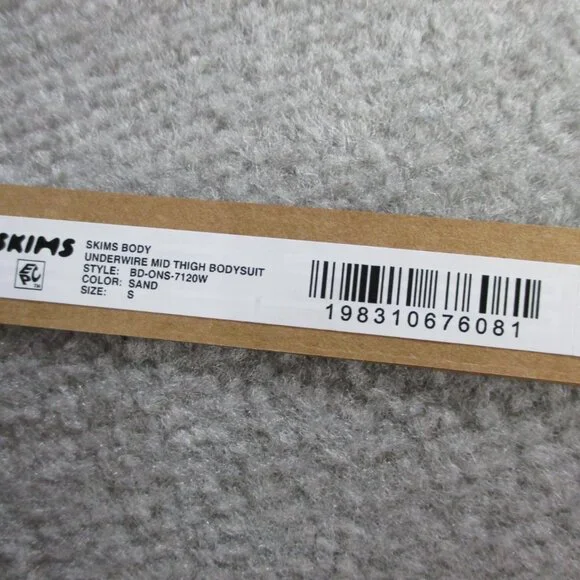 SKIMS
SKIMS BODY
UNDERWIRE MID THIGH BODYSUIT
STYLE: BD-ONS-7120W
COLOR: SAND
SIZE: S
198310676081